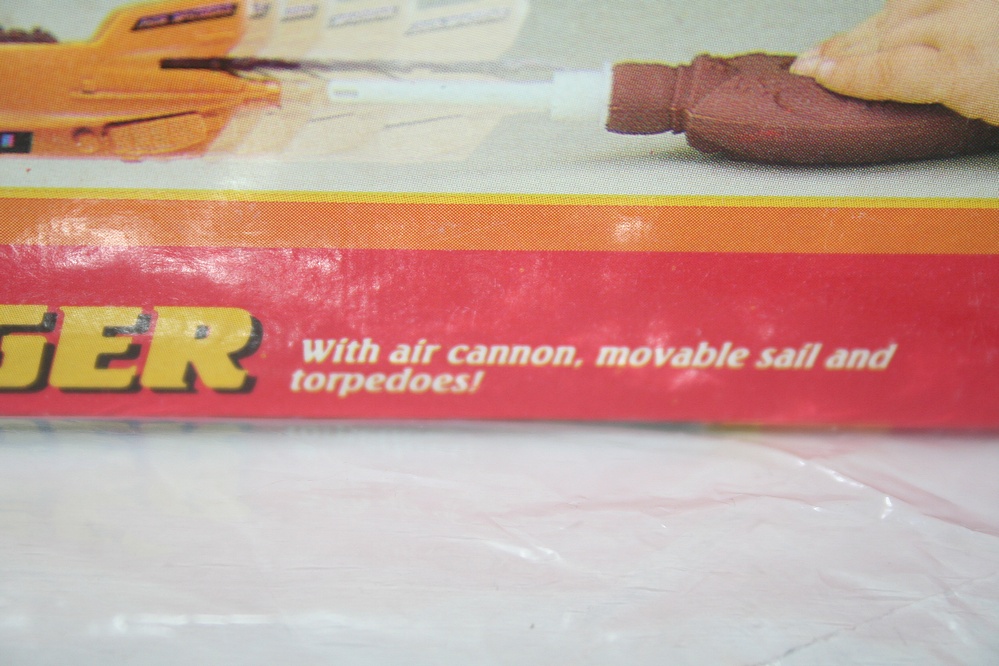 GER
With air cannon, movable sail and
torpedoes!